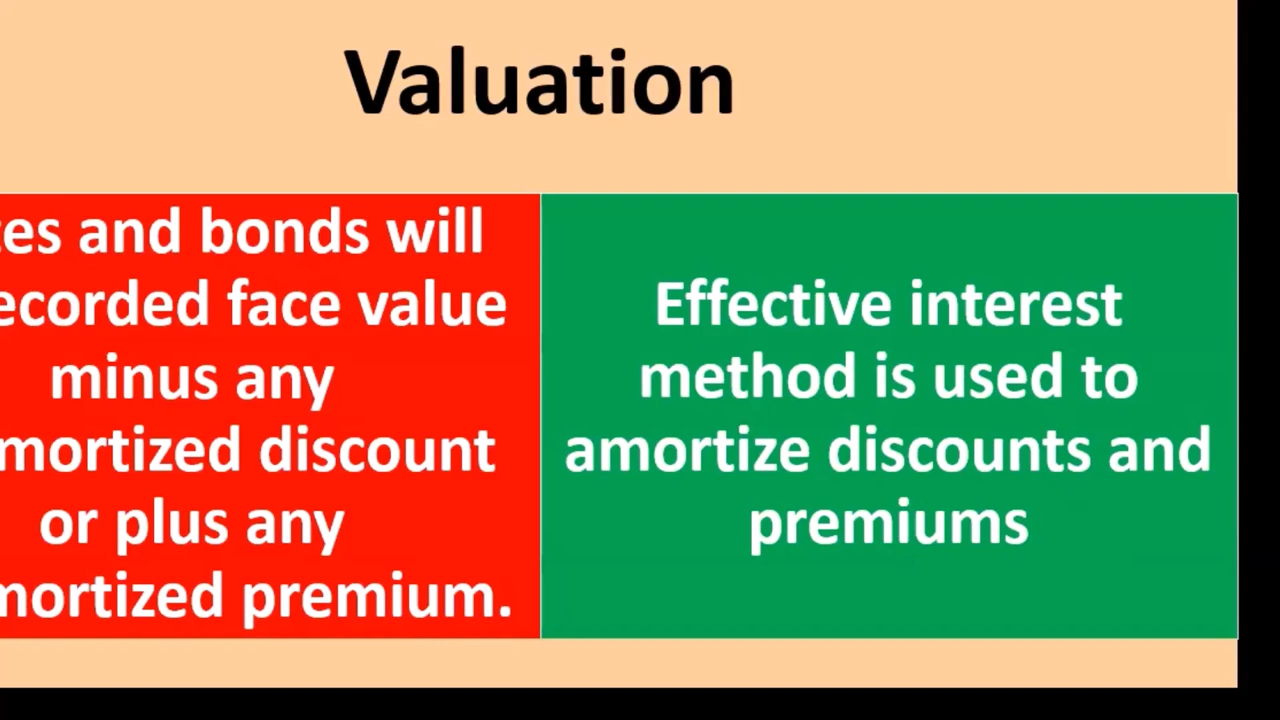 Valuation
tes and bonds will
ecorded face value
minus any
mortized discount
or plus any
mortized premium.
Effective interest
method is used to
amortize discounts and
premiums